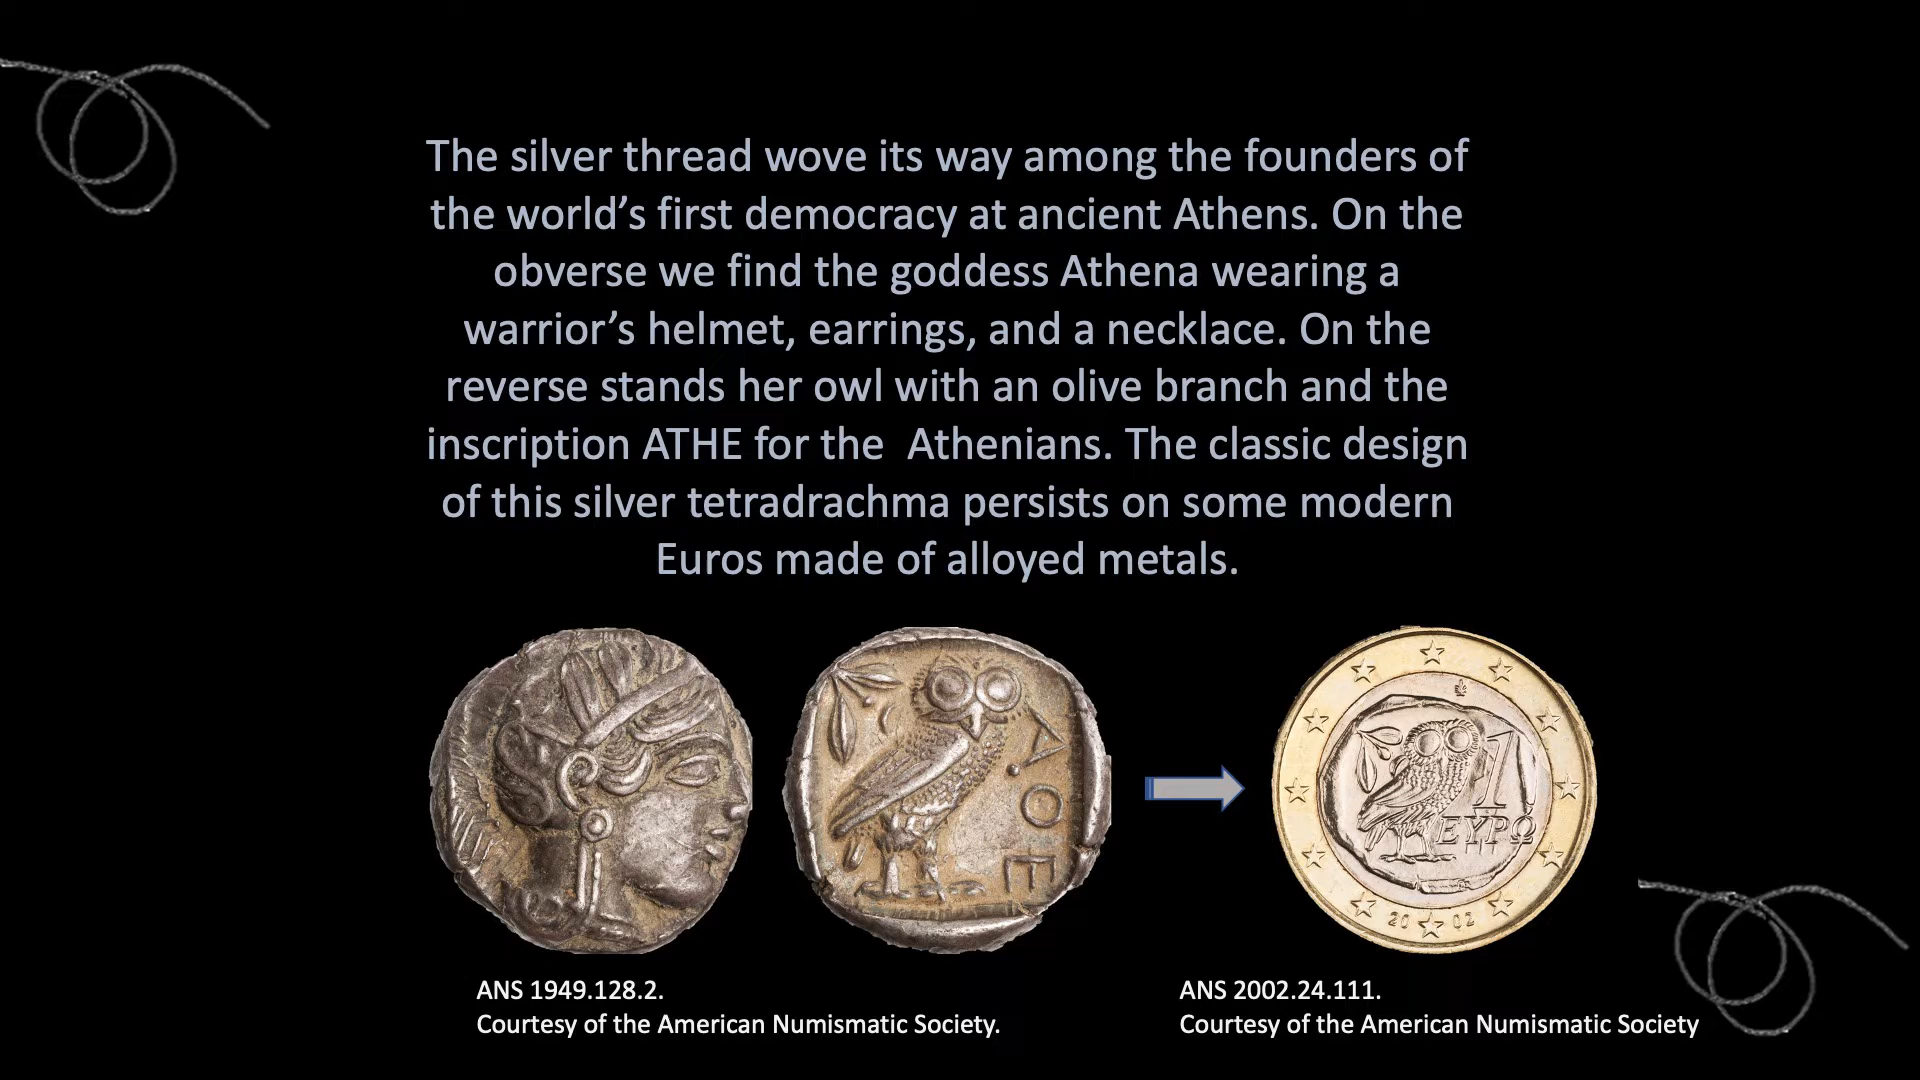 The silver thread wove its way among the founders of
the world’s first democracy at ancient Athens. On the
obverse we find the goddess Athena wearing a
warrior’s helmet, earrings, and a necklace. On the
reverse stands her owl with an olive branch and the
inscription ATHE for the  Athenians. The classic design
of this silver tetradrachma persists on some modern
Euros made of alloyed metals.
ΑΘΕ
1
ΕΥΡΩ
2002
ANS 1949.128.2.
Courtesy of the American Numismatic Society.
ANS 2002.24.111.
Courtesy of the American Numismatic Society